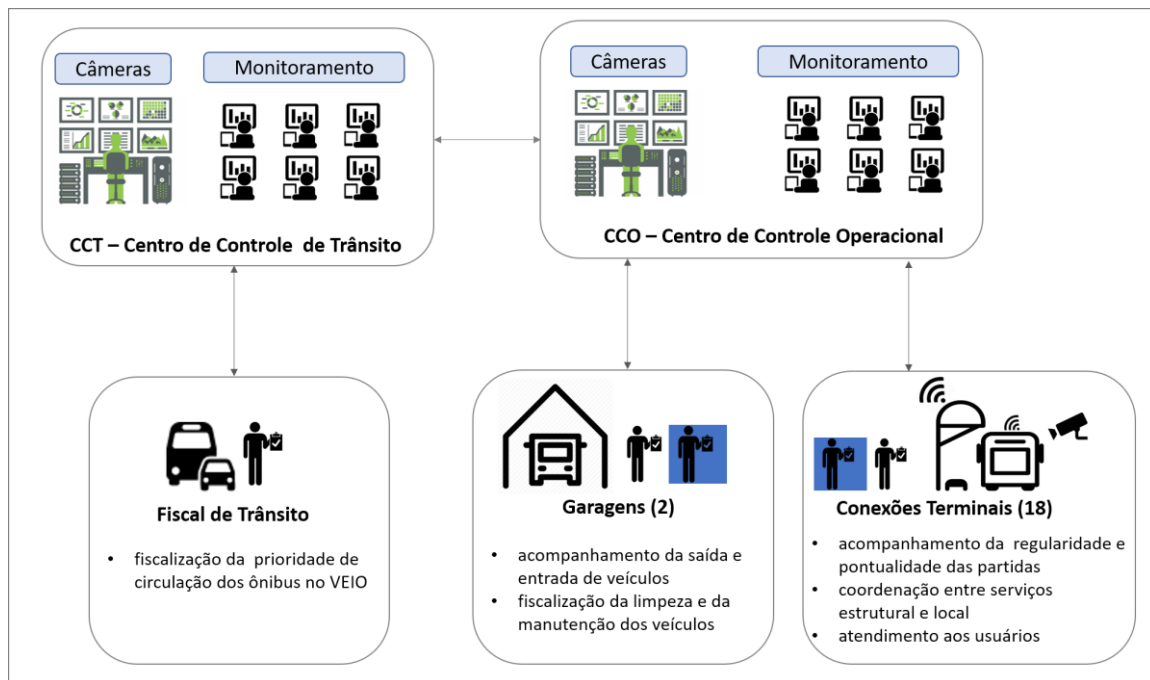 Câmeras
Monitoramento
CCT – Centro de Controle de Trânsito
Câmeras
Monitoramento
CCO – Centro de Controle Operacional
Fiscal de Trânsito
• fiscalização da prioridade de
circulação dos ônibus no VEIO
Garagens (2)
• acompanhamento da saída e
entrada de veículos
• fiscalização da limpeza e da
manutenção dos veículos
Conexões Terminais (18)
• acompanhamento da regularidade e
pontualidade das partidas
• coordenação entre serviços
estrutural e local
• atendimento aos usuários